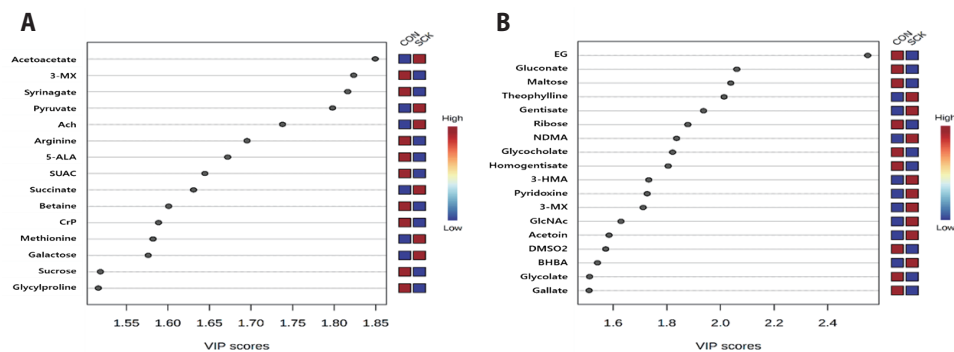 A
CON SCK
Acetoacetate
3-MX
Syrinagate
Pyruvate
Ach
Arginine
5-ALA
SUAC
Succinate
Betaine
CrP
Methionine
Galactose
Sucrose
Glycylproline
High
Low
1.55 1.60 1.65 1.70 1.75 1.80 1.85
VIP scores
B
CON SCK
EG
Gluconate
Maltose
Theophylline
Gentisate
Ribose
NDMA
Glycocholate
Homogentisate
3-HMA
Pyridoxine
3-MX
GlcNAc
Acetoin
DMSO2
BHBA
Glycolate
Gallate
High
Low
1.6 1.8 2.0 2.2 2.4
VIP scores